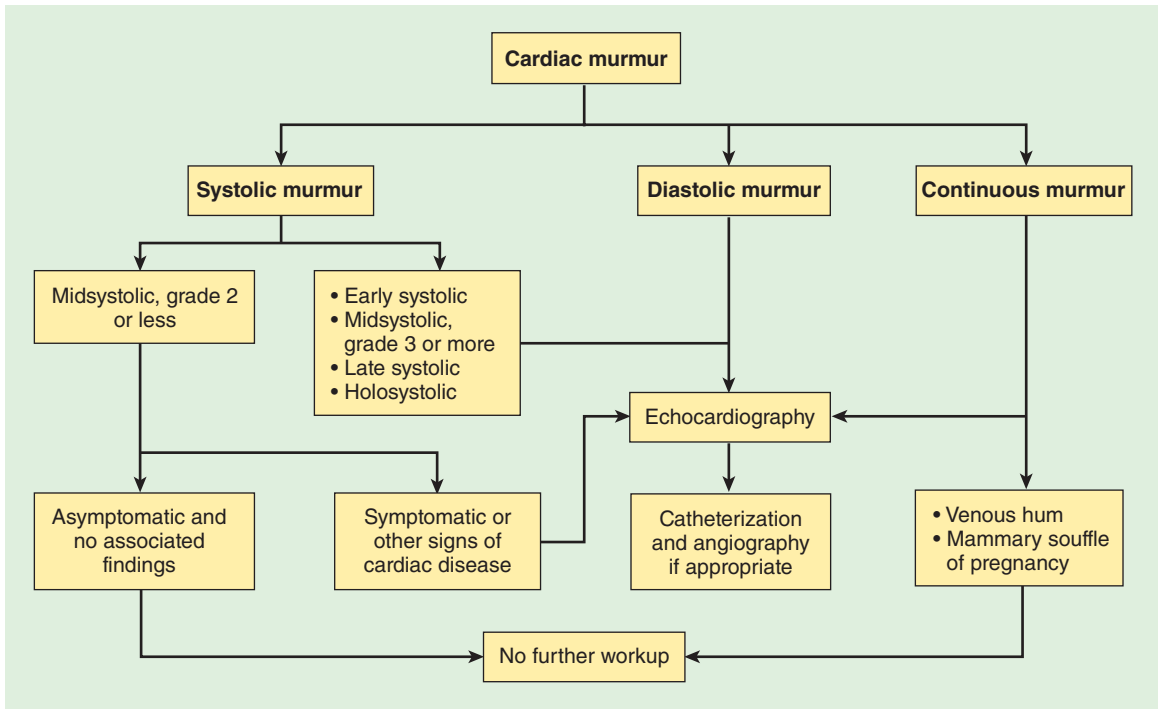 Cardiac murmur
Systolic murmur
Diastolic murmur
Continuous murmur
Midsystolic, grade 2
or less
• Early systolic
• Midsystolic,
grade 3 or more
• Late systolic
• Holosystolic
Echocardiography
Asymptomatic and
no associated
findings
Symptomatic or
other signs of
cardiac disease
Catheterization
and angiography
if appropriate
• Venous hum
• Mammary souffle
of pregnancy
No further workup